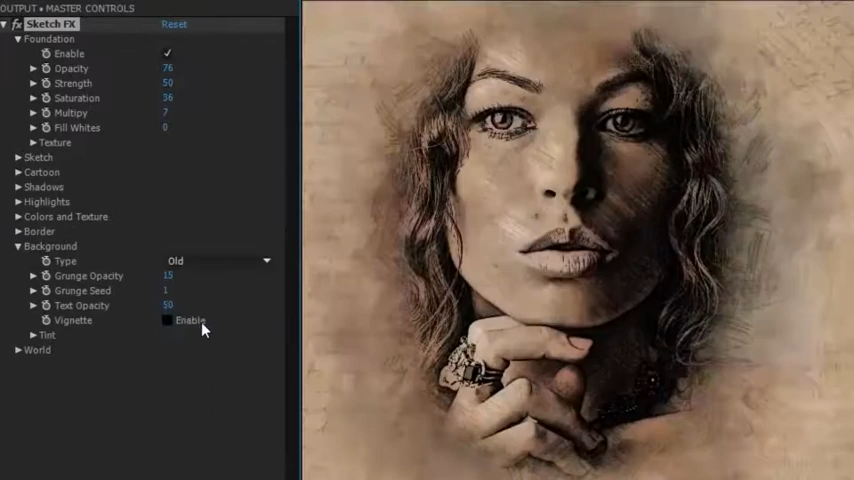 OUTPUT • MASTER CONTROLS
fx Sketch FX Reset
Foundation
Enable
Opacity 76
Strength 50
Saturation 36
Multipy 7
Fill Whites 0
Texture
Sketch
Cartoon
Shadows
Highlights
Colors and Texture
Border
Background
Type Old
Grunge Opacity 15
Grunge Seed 1
Text Opacity 50
Vignette Enable
Tint
World